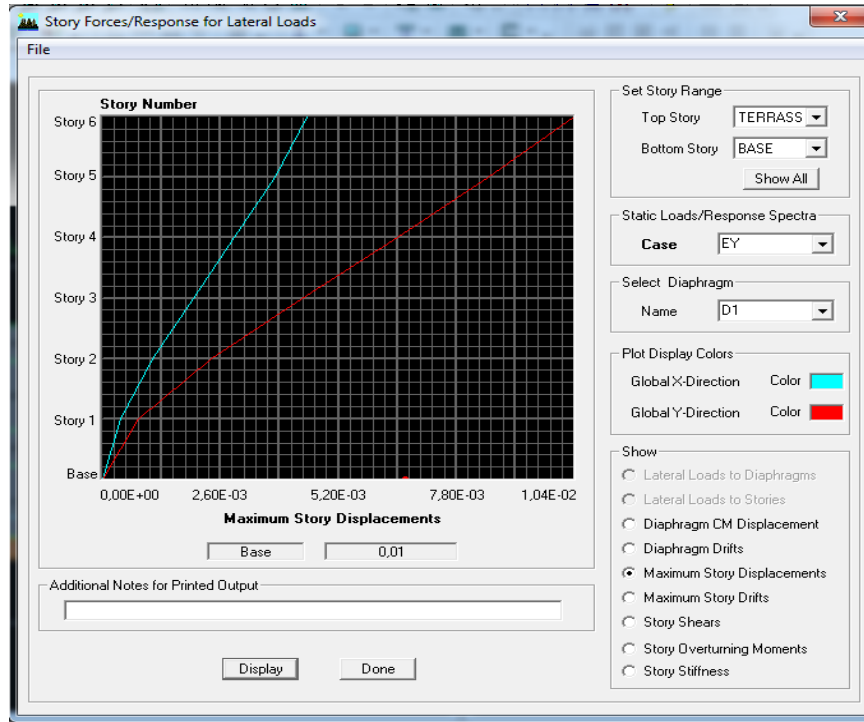 Story Forces/Response for Lateral Loads
File
Story Number
Story 6
Story 5
Story 4
Story 3
Story 2
Story 1
Base
0,00E+00 2,60E-03 5,20E-03 7,80E-03 1,04E-02
Maximum Story Displacements
Base 0,01
Additional Notes for Printed Output
Display Done
Set Story Range
Top Story TERRASS
Bottom Story BASE
Show All
Static Loads/Response Spectra
Case EY
Select Diaphragm
Name D1
Plot Display Colors
Global X-Direction Color
Global Y-Direction Color
Show
Lateral Loads to Diaphragms
Lateral Loads to Stories
Diaphragm CM Displacement
Diaphragm Drifts
Maximum Story Displacements
Maximum Story Drifts
Story Shears
Story Overturning Moments
Story Stiffness